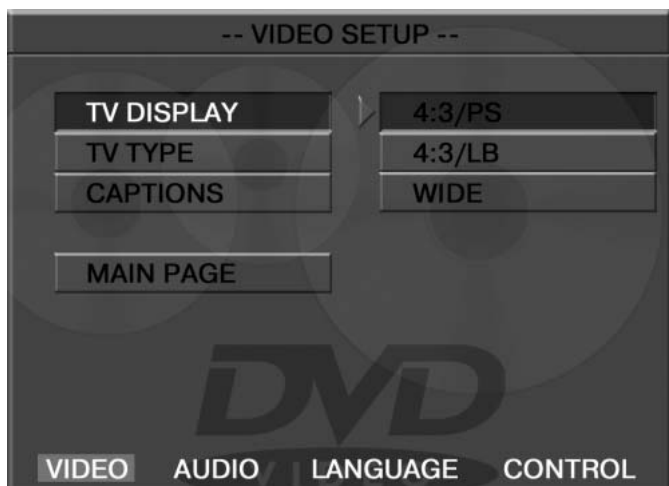 -- VIDEO SETUP --
TV DISPLAY 4:3/PS
TV TYPE 4:3/LB
CAPTIONS WIDE
MAIN PAGE
DVD
VIDEO
VIDEO AUDIO LANGUAGE CONTROL